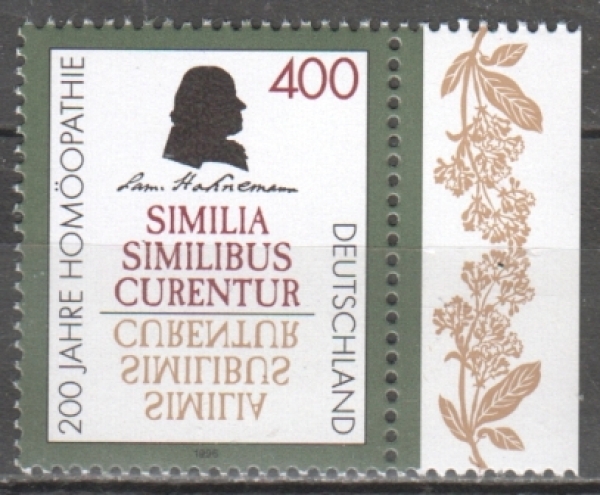 200 JAHRE HOMÖOPATHIE
400
Sam. Hahnemann
SIMILIA
SIMILIBUS
CURENTUR
CURENTUR
SIMILIBUS
SIMILIA
DEUTSCHLAND
1996